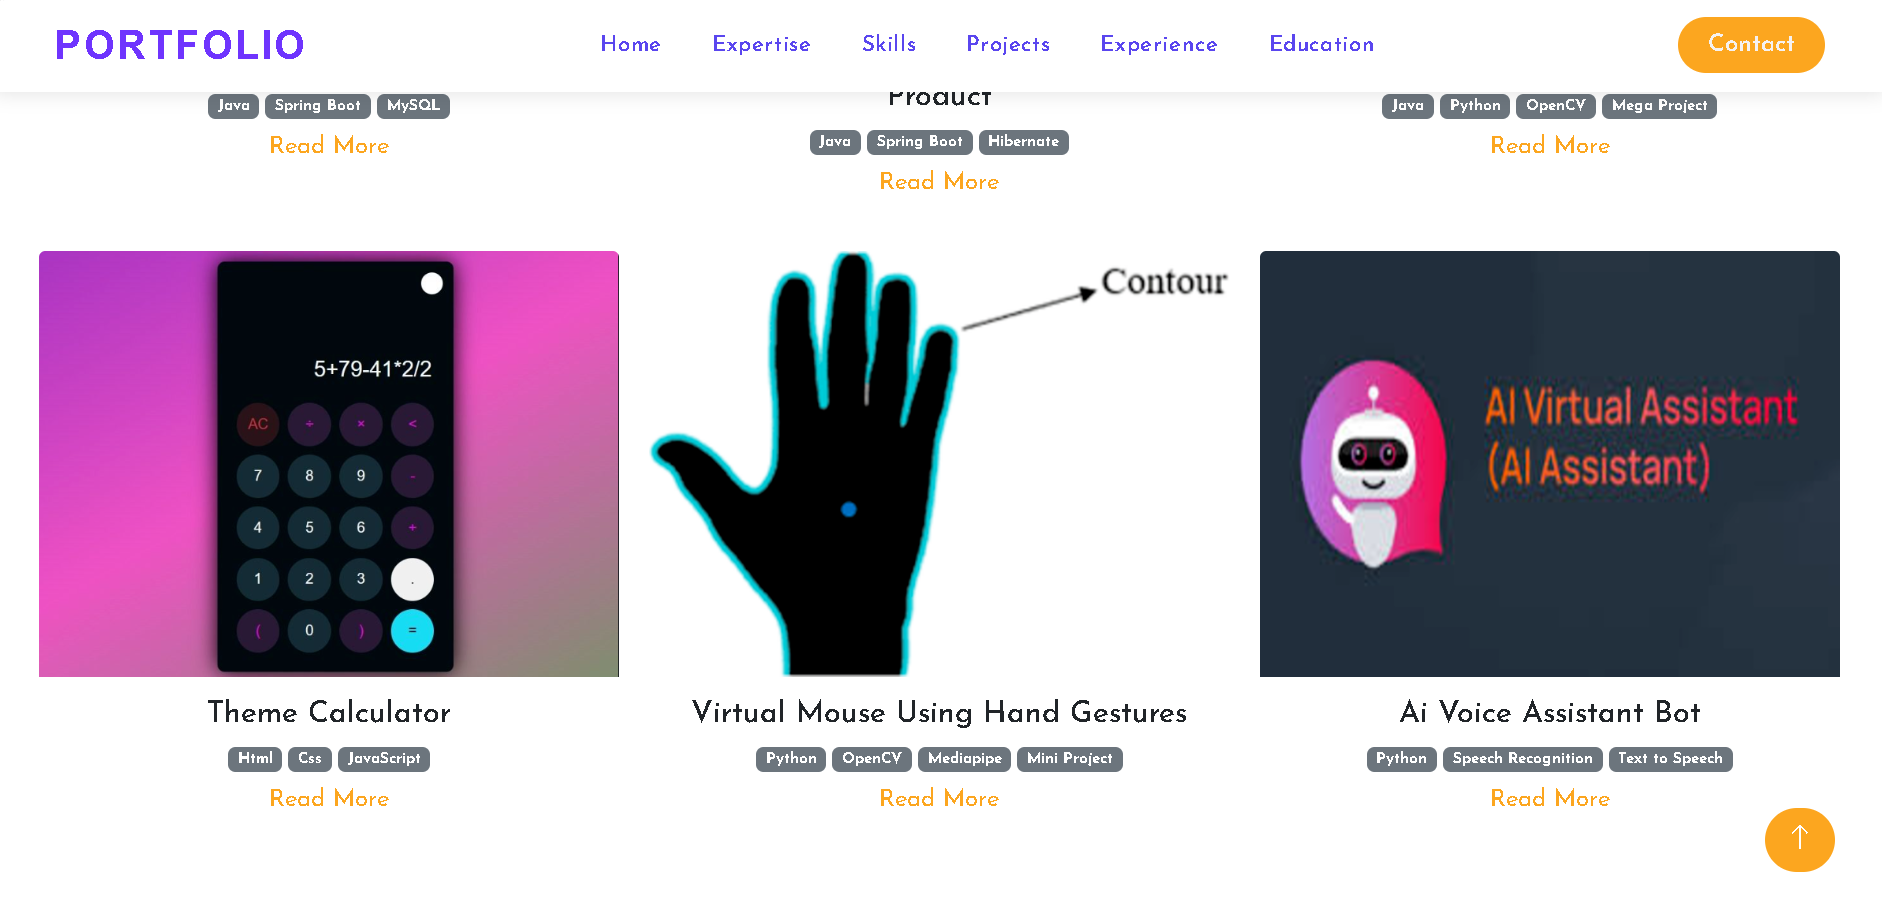 PORTFOLIO
Home Expertise Skills Projects Experience Education
Contact
Java Spring Boot MySQL
Read More
Product
Java Spring Boot Hibernate
Read More
Java Python OpenCV Mega Project
Read More
5+79-41*2/2
AC ÷ × <
7 8 9 -
4 5 6 +
1 2 3 .
( 0 ) =
Theme Calculator
Html Css JavaScript
Read More
Contour
Virtual Mouse Using Hand Gestures
Python OpenCV Mediapipe Mini Project
Read More
AI Virtual Assistant
(AI Assistant)
Ai Voice Assistant Bot
Python Speech Recognition Text to Speech
Read More